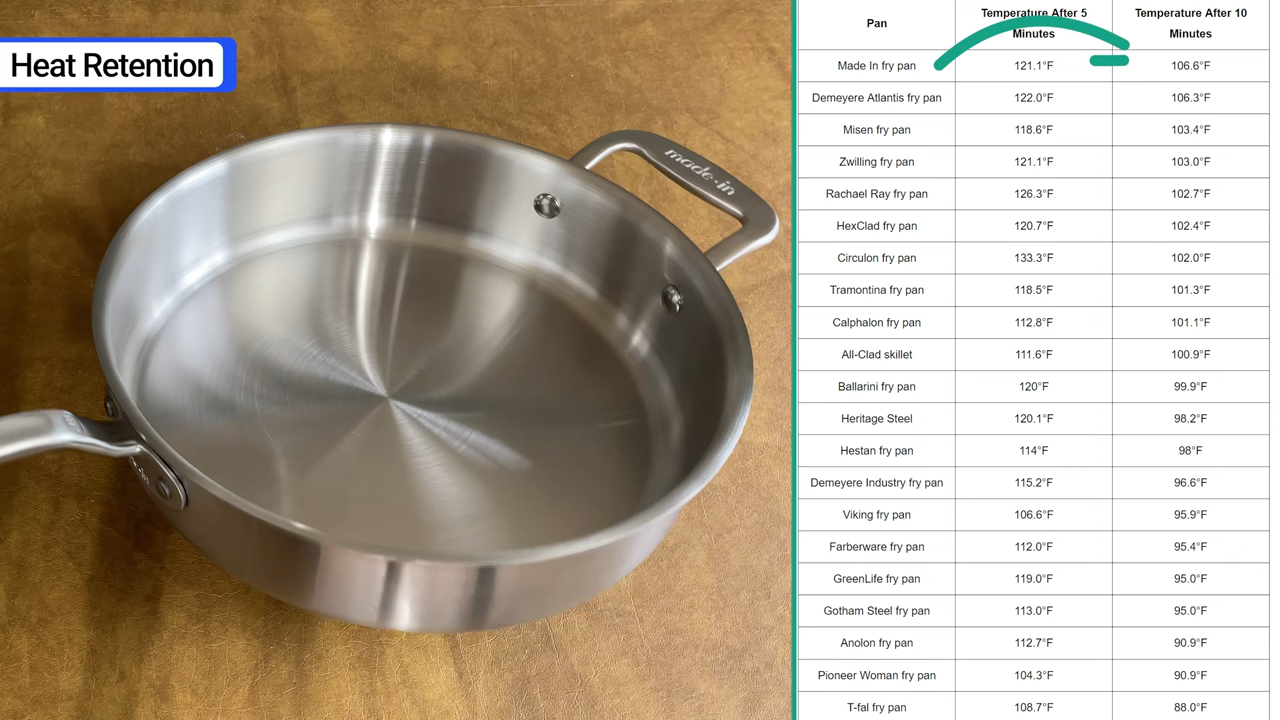 Heat Retention
made-in
Pan Temperature After 5 Minutes Temperature After 10 Minutes
Made In fry pan 121.1°F 106.6°F
Demeyere Atlantis fry pan 122.0°F 106.3°F
Misen fry pan 118.6°F 103.4°F
Zwilling fry pan 121.1°F 103.0°F
Rachael Ray fry pan 126.3°F 102.7°F
HexClad fry pan 120.7°F 102.4°F
Circulon fry pan 133.3°F 102.0°F
Tramontina fry pan 118.5°F 101.3°F
Calphalon fry pan 112.8°F 101.1°F
All-Clad skillet 111.6°F 100.9°F
Ballarini fry pan 120°F 99.9°F
Heritage Steel 120.1°F 98.2°F
Hestan fry pan 114°F 98°F
Demeyere Industry fry pan 115.2°F 96.6°F
Viking fry pan 106.6°F 95.9°F
Farberware fry pan 112.0°F 95.4°F
GreenLife fry pan 119.0°F 95.0°F
Gotham Steel fry pan 113.0°F 95.0°F
Anolon fry pan 112.7°F 90.9°F
Pioneer Woman fry pan 104.3°F 90.9°F
T-fal fry pan 108.7°F 88.0°F